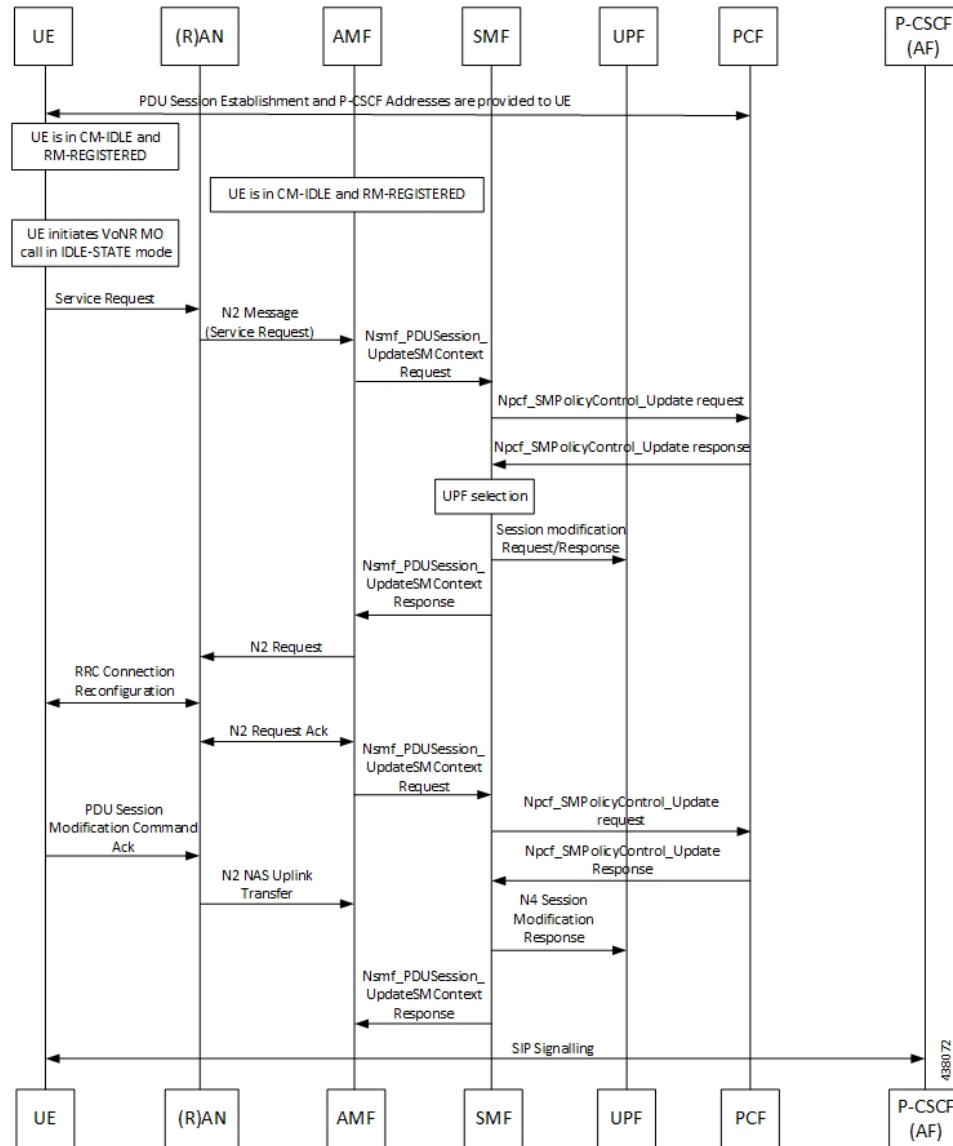 UE
(R)AN
AMF
SMF
UPF
PCF
P-CSCF
(AF)
PDU Session Establishment and P-CSCF Addresses are provided to UE
UE is in CM-IDLE and
RM-REGISTERED
UE is in CM-IDLE and RM-REGISTERED
UE initiates VoNR MO
call in IDLE-STATE mode
Service Request
N2 Message
(Service Request)
Nsmf_PDUSession_
UpdateSMContext
Request
Npcf_SMPolicyControl_Update request
Npcf_SMPolicyControl_Update response
UPF selection
Session modification
Request/Response
Nsmf_PDUSession_
UpdateSMContext
Response
N2 Request
RRC Connection
Reconfiguration
N2 Request Ack
Nsmf_PDUSession_
UpdateSMContext
Request
PDU Session
Modification Command
Ack
Npcf_SMPolicyControl_Update
request
Npcf_SMPolicyControl_Update
Response
N2 NAS Uplink
Transfer
N4 Session
Modification
Response
Nsmf_PDUSession_
UpdateSMContext
Response
SIP Signalling
438072
UE
(R)AN
AMF
SMF
UPF
PCF
P-CSCF
(AF)